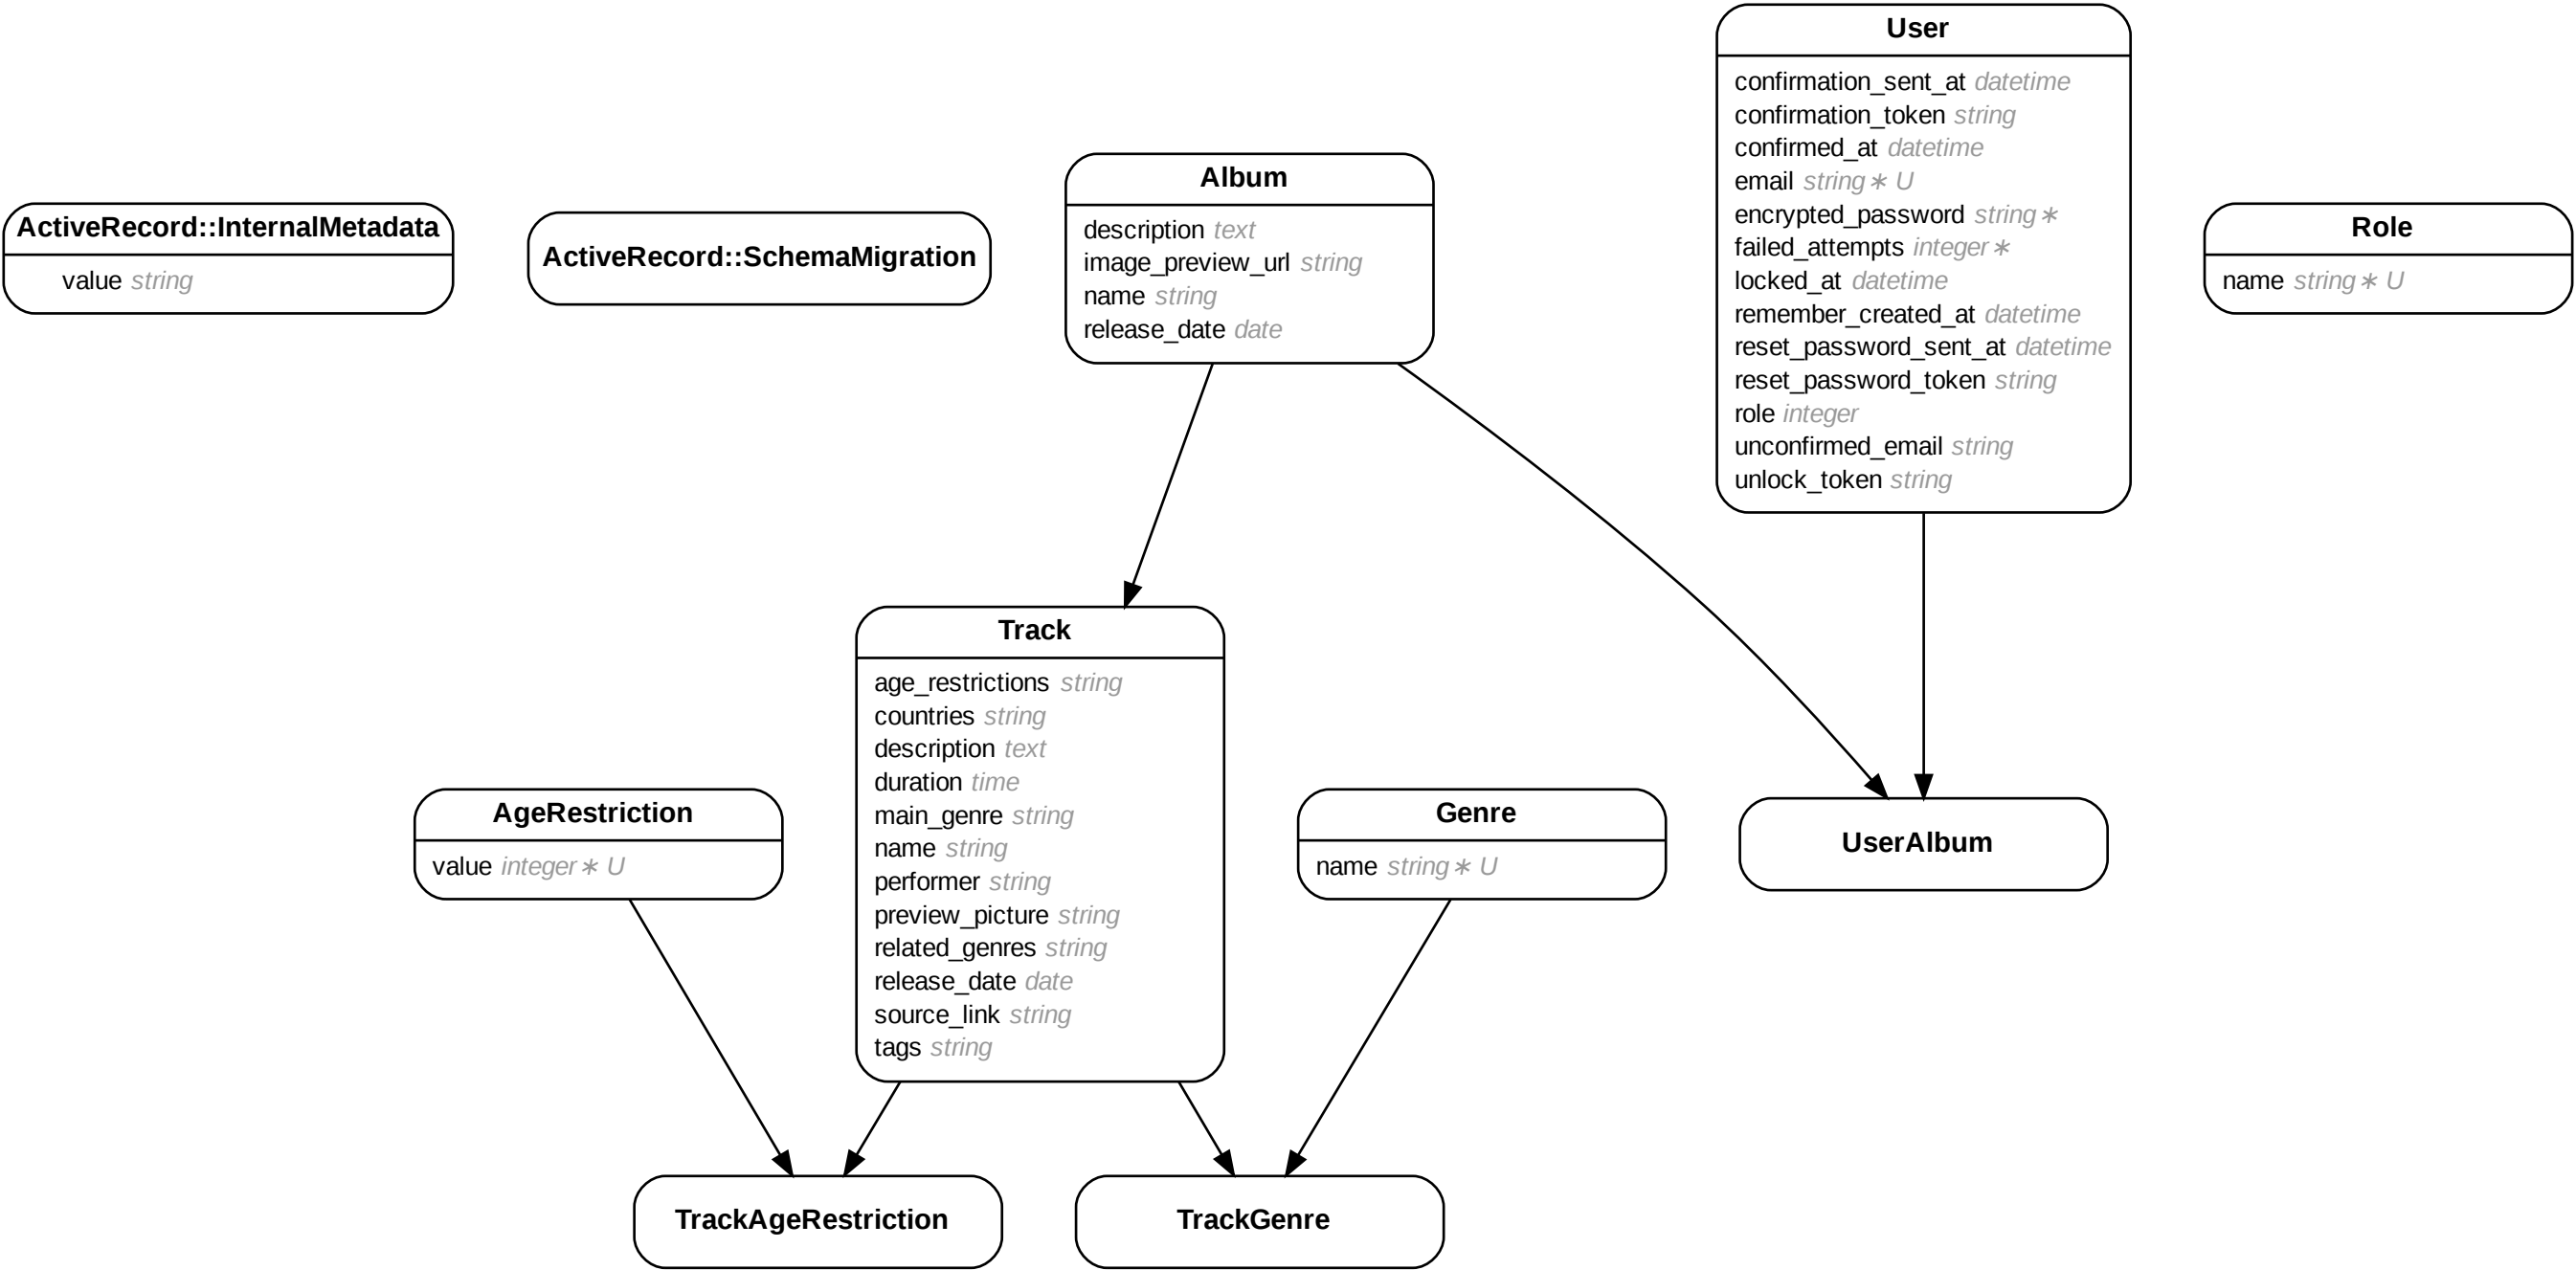 User
confirmation_sent_at datetime
confirmation_token string
confirmed_at datetime
email string∗ U
encrypted_password string∗
failed_attempts integer∗
locked_at datetime
remember_created_at datetime
reset_password_sent_at datetime
reset_password_token string
role integer
unconfirmed_email string
unlock_token string
ActiveRecord::InternalMetadata
value string
ActiveRecord::SchemaMigration
Album
description text
image_preview_url string
name string
release_date date
Role
name string∗ U
Track
age_restrictions string
countries string
description text
duration time
main_genre string
name string
performer string
preview_picture string
related_genres string
release_date date
source_link string
tags string
AgeRestriction
value integer∗ U
Genre
name string∗ U
UserAlbum
TrackAgeRestriction
TrackGenre